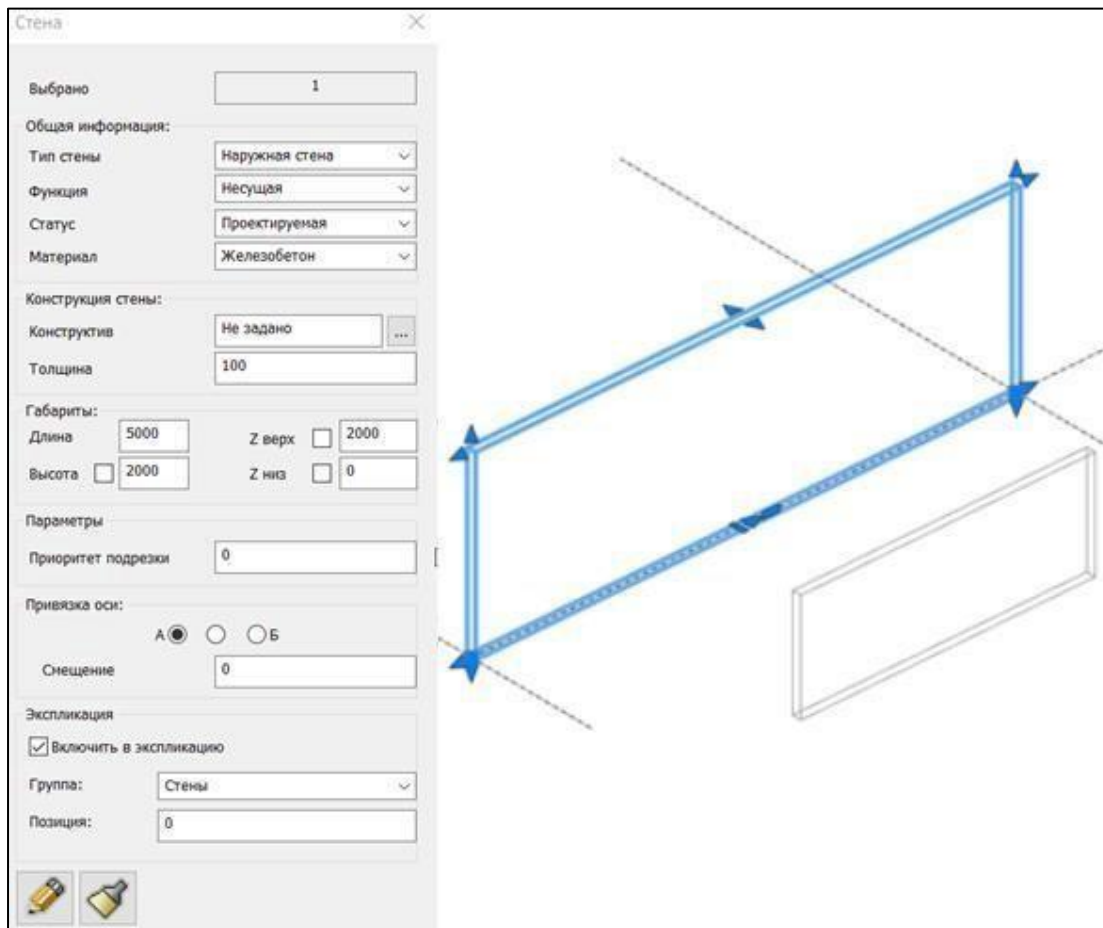 Стена
Выбрано 1
Общая информация:
Тип стены Наружная стена
Функция Несущая
Статус Проектируемая
Материал Железобетон
Конструкция стены:
Конструктив Не задано ...
Толщина 100
Габариты:
Длина 5000 Z верх 2000
Высота 2000 Z низ 0
Параметры
Приоритет подрезки 0
Привязка оси:
А Б
Смещение 0
Экспликация
Включить в экспликацию
Группа: Стены
Позиция: 0